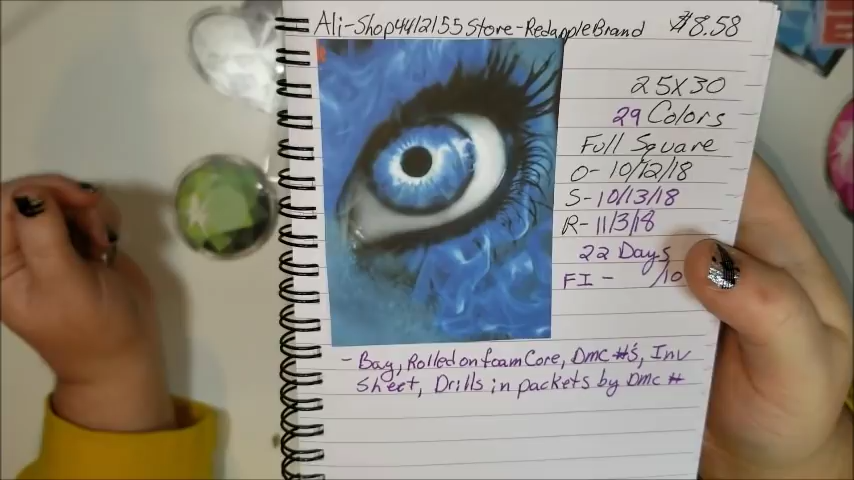 Ali-Shop4412155 Store-RedappleBrand $8.58
25x30
29 Colors
Full Square
O- 10/12/18
S- 10/13/18
R- 11/3/18
22 Days
FI - /10
- Bag, Rolled on foam Core, Dmc #'s, Inv
Sheet, Drills in packets by Dmc #